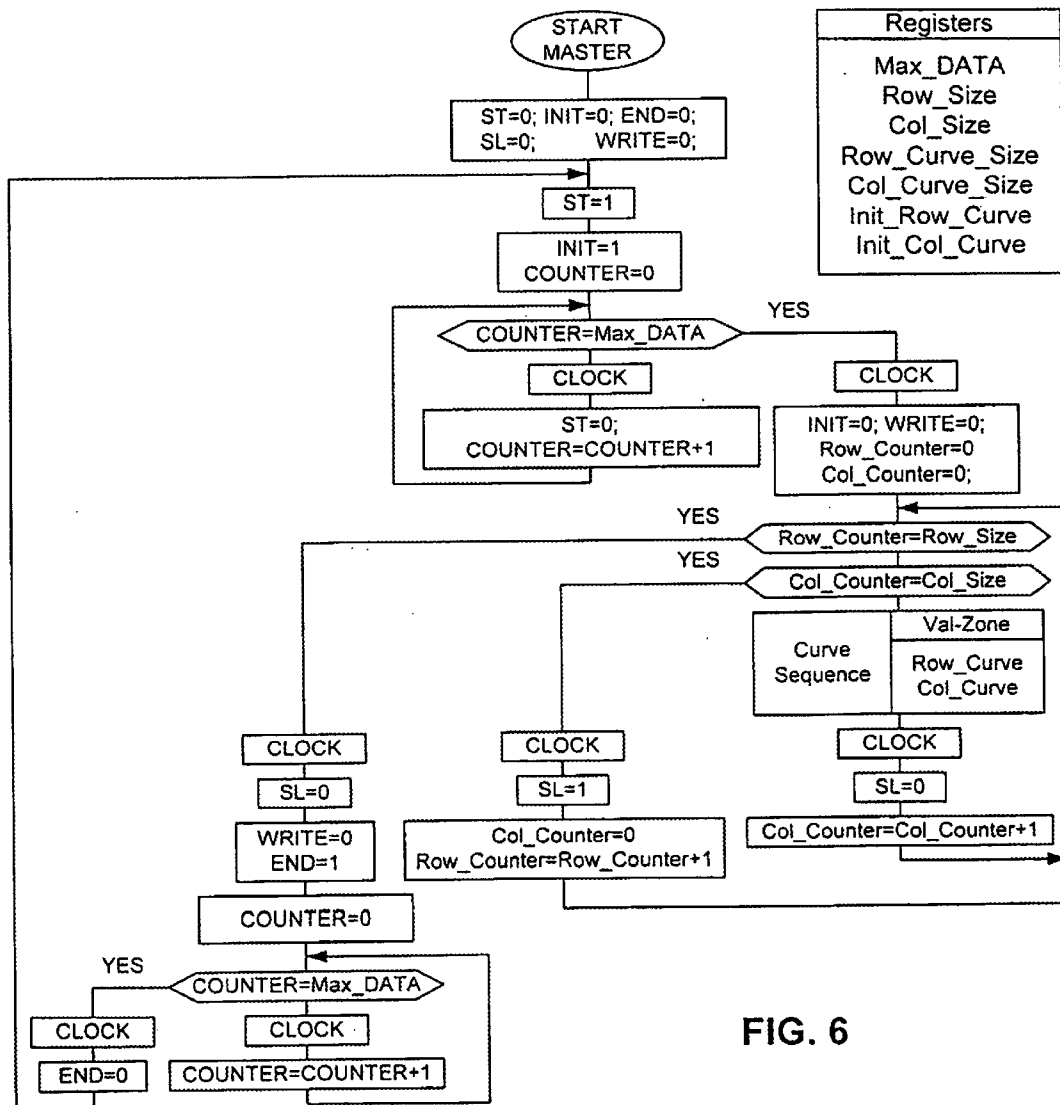 START
MASTER
ST=0; INIT=0; END=0;
SL=0; WRITE=0;
ST=1
INIT=1
COUNTER=0
COUNTER=Max_DATA
YES
CLOCK
ST=0;
COUNTER=COUNTER+1
CLOCK
INIT=0; WRITE=0;
Row_Counter=0
Col_Counter=0;
YES
Row_Counter=Row_Size
YES
Col_Counter=Col_Size
Curve
Sequence
Val-Zone
Row_Curve
Col_Curve
CLOCK
SL=0
WRITE=0
END=1
COUNTER=0
YES
COUNTER=Max_DATA
CLOCK
END=0
CLOCK
COUNTER=COUNTER+1
CLOCK
SL=1
Col_Counter=0
Row_Counter=Row_Counter+1
CLOCK
SL=0
Col_Counter=Col_Counter+1
Registers
Max_DATA
Row_Size
Col_Size
Row_Curve_Size
Col_Curve_Size
Init_Row_Curve
Init_Col_Curve
FIG. 6